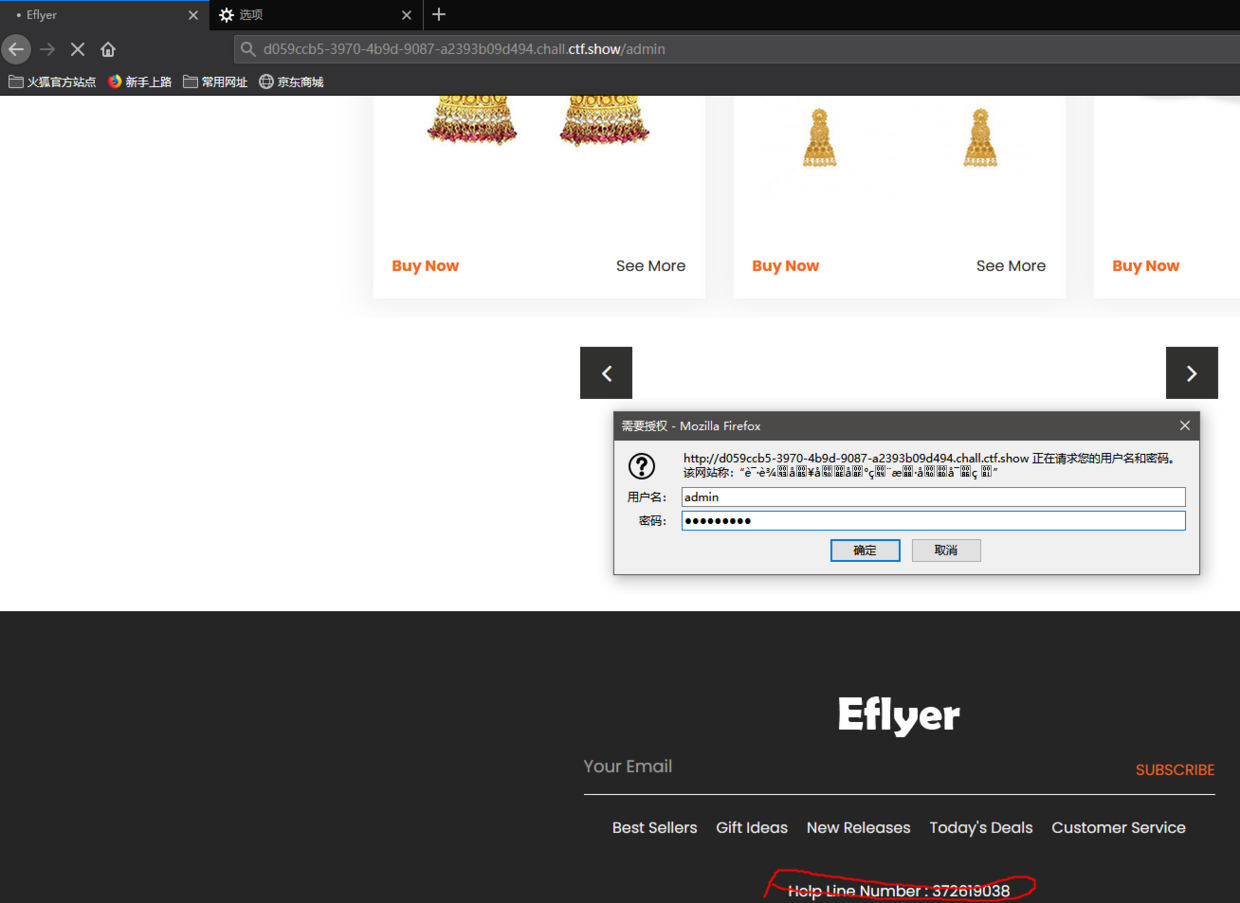 Eflyer
选项
d059ccb5-3970-4b9d-9087-a2393b09d494.chall.ctf.show/admin
火狐官方站点 新手上路 常用网址 京东商城
Buy Now See More Buy Now See More Buy Now
需要授权 - Mozilla Firefox
http://d059ccb5-3970-4b9d-9087-a2393b09d494.chall.ctf.show 正在请求您的用户名和密码。
该网站称:
用户名: admin
密码: ●●●●●●●●●
确定 取消
Eflyer
Your Email SUBSCRIBE
Best Sellers Gift Ideas New Releases Today's Deals Customer Service
Help Line Number : 372619038